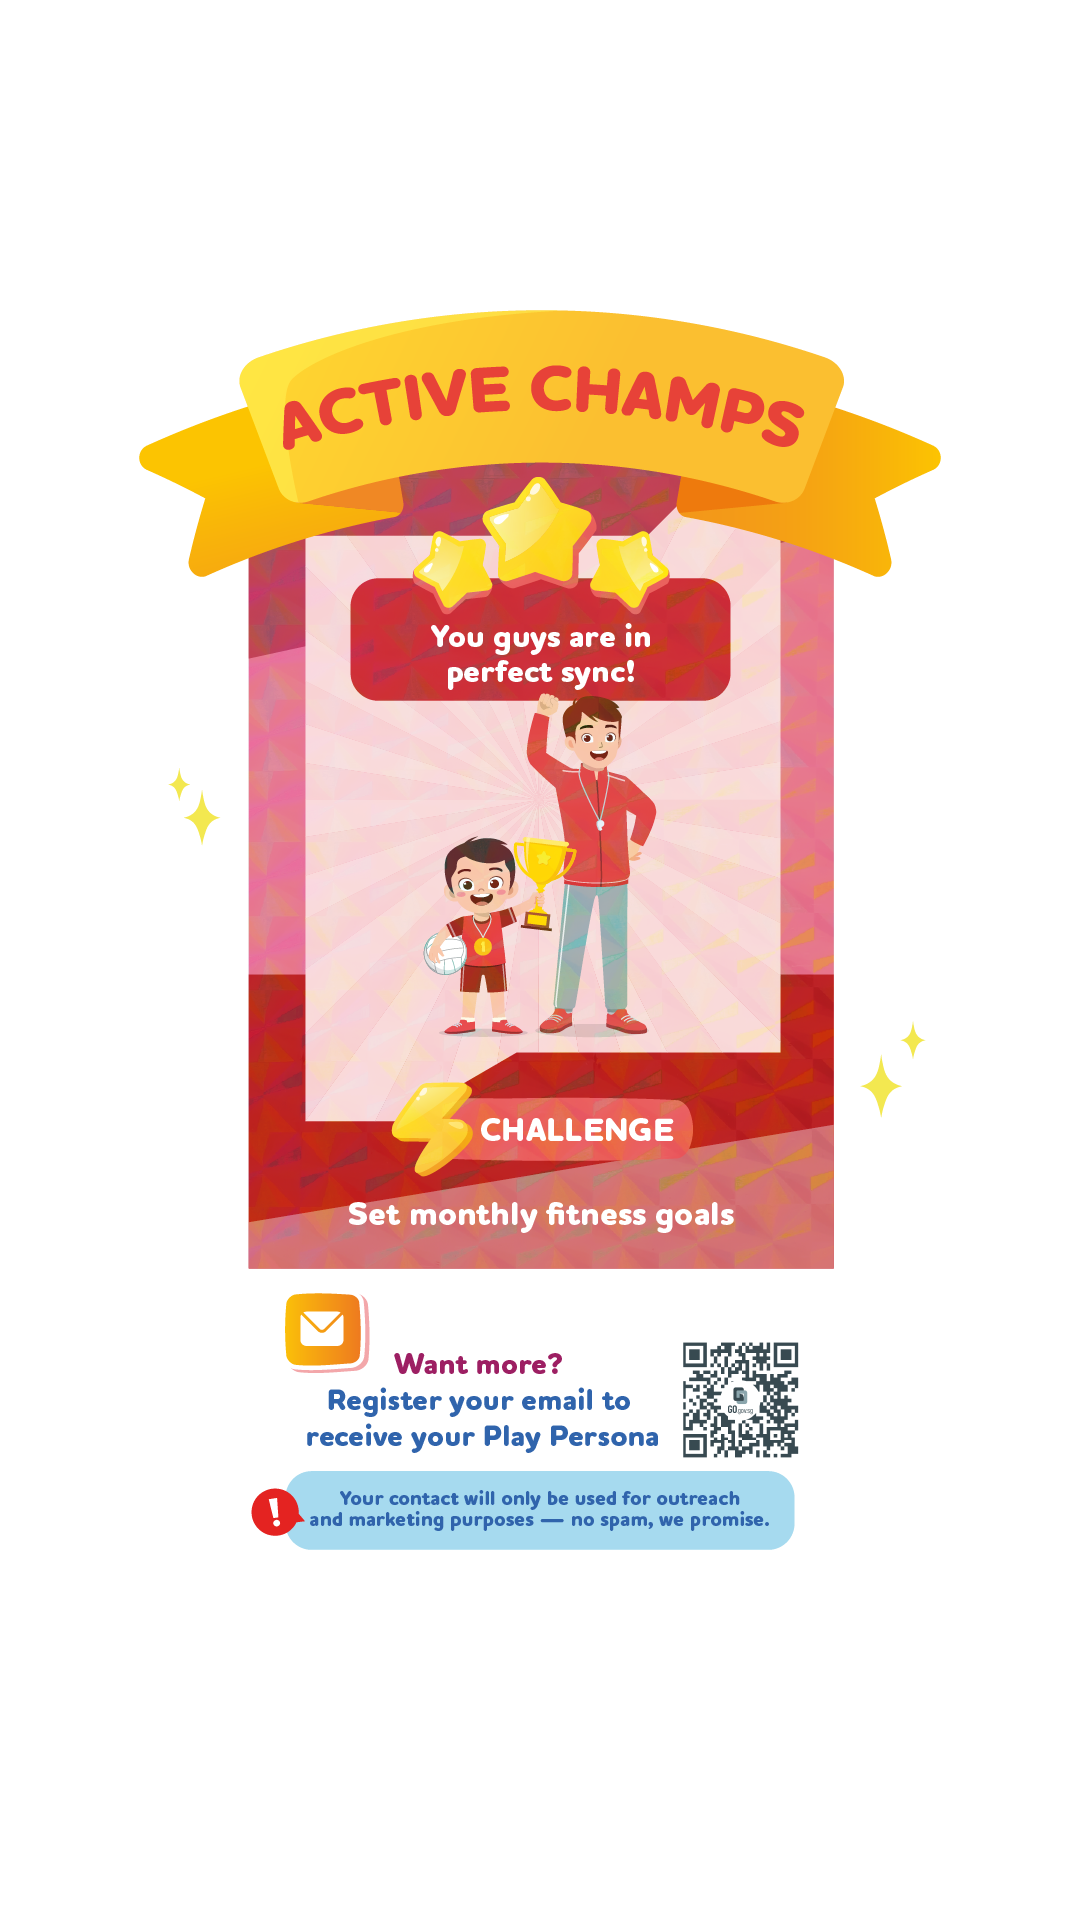 ACTIVE CHAMPS
You guys are in
perfect sync!
1
CHALLENGE
Set monthly fitness goals
Want more?
Register your email to
receive your Play Persona
GO gov.sg
Your contact will only be used for outreach
and marketing purposes — no spam, we promise.
!